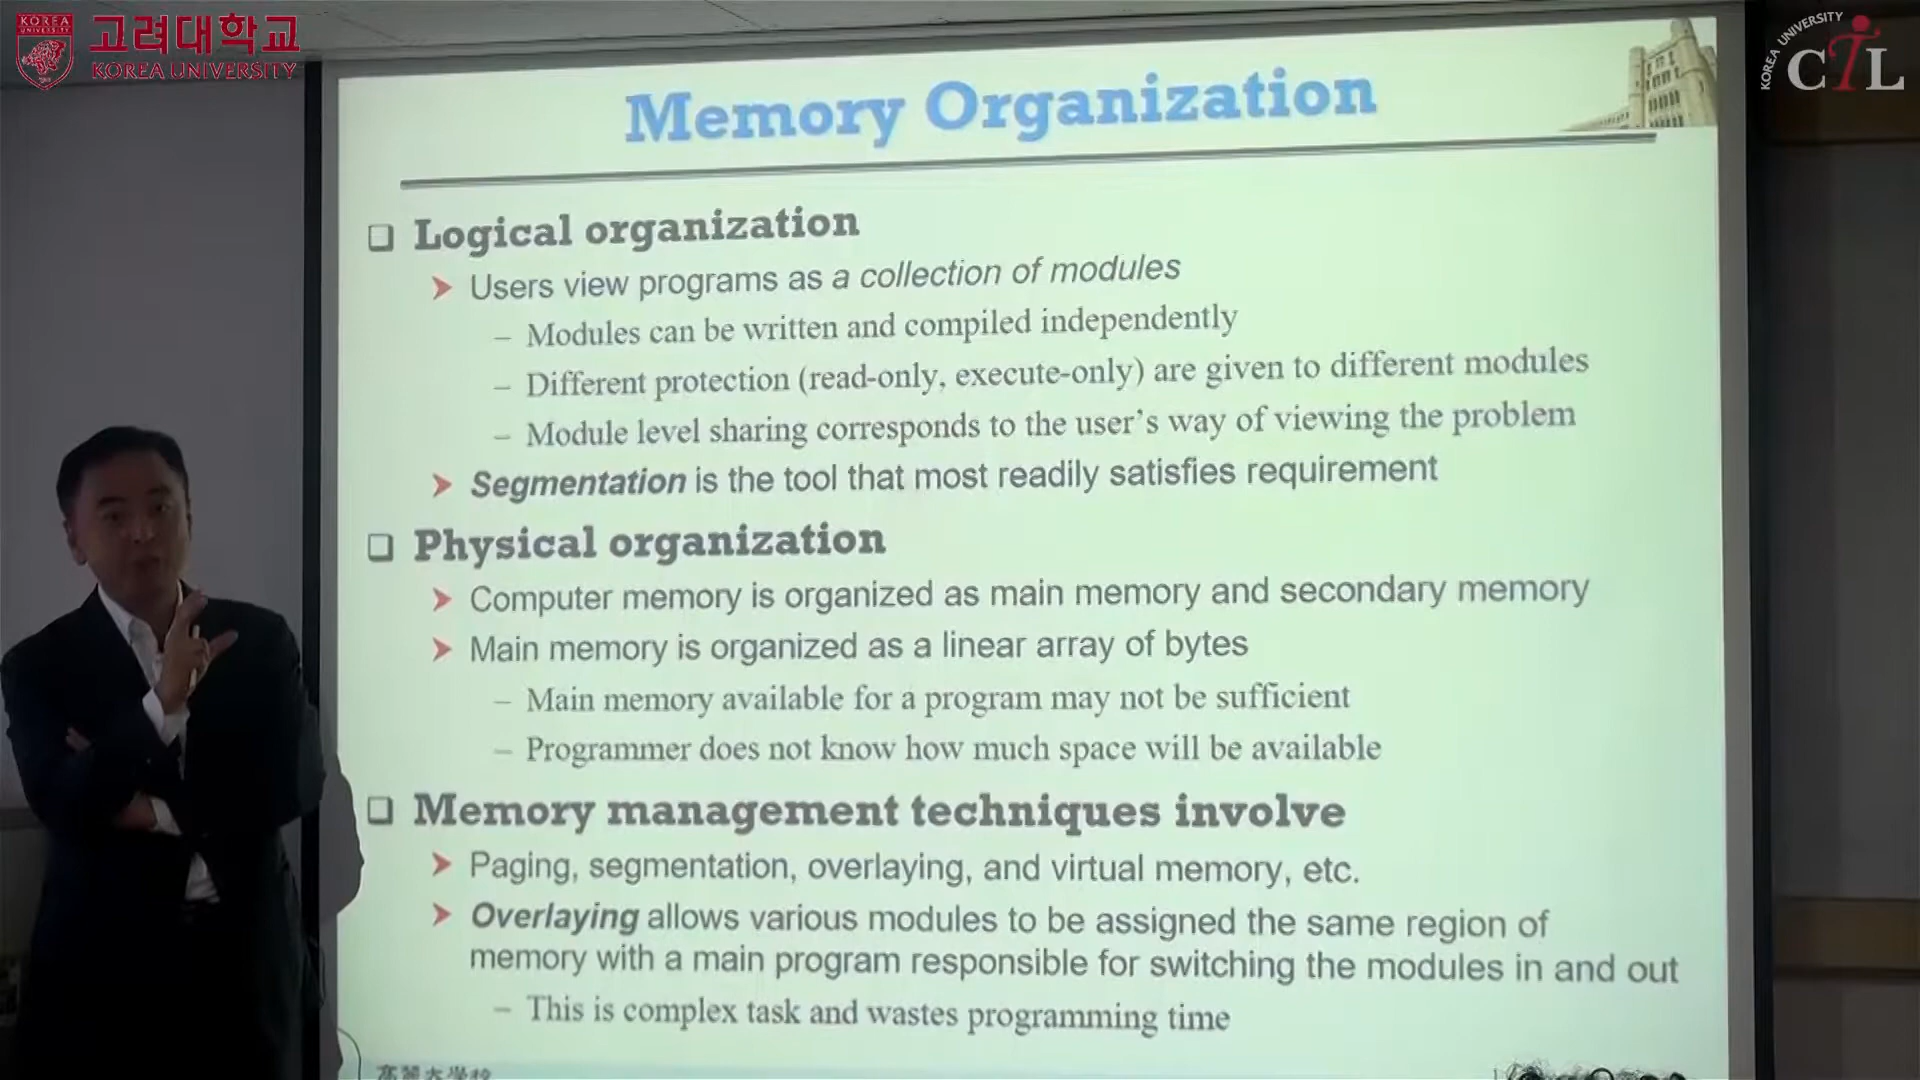 고려대학교
KOREA UNIVERSITY
KOREA UNIVERSITY
KOREA UNIVERSITY
CTL
Memory Organization
Logical organization
Users view programs as a collection of modules
– Modules can be written and compiled independently
– Different protection (read-only, execute-only) are given to different modules
– Module level sharing corresponds to the user's way of viewing the problem
Segmentation is the tool that most readily satisfies requirement
Physical organization
Computer memory is organized as main memory and secondary memory
Main memory is organized as a linear array of bytes
– Main memory available for a program may not be sufficient
– Programmer does not know how much space will be available
Memory management techniques involve
Paging, segmentation, overlaying, and virtual memory, etc.
Overlaying allows various modules to be assigned the same region of
memory with a main program responsible for switching the modules in and out
– This is complex task and wastes programming time